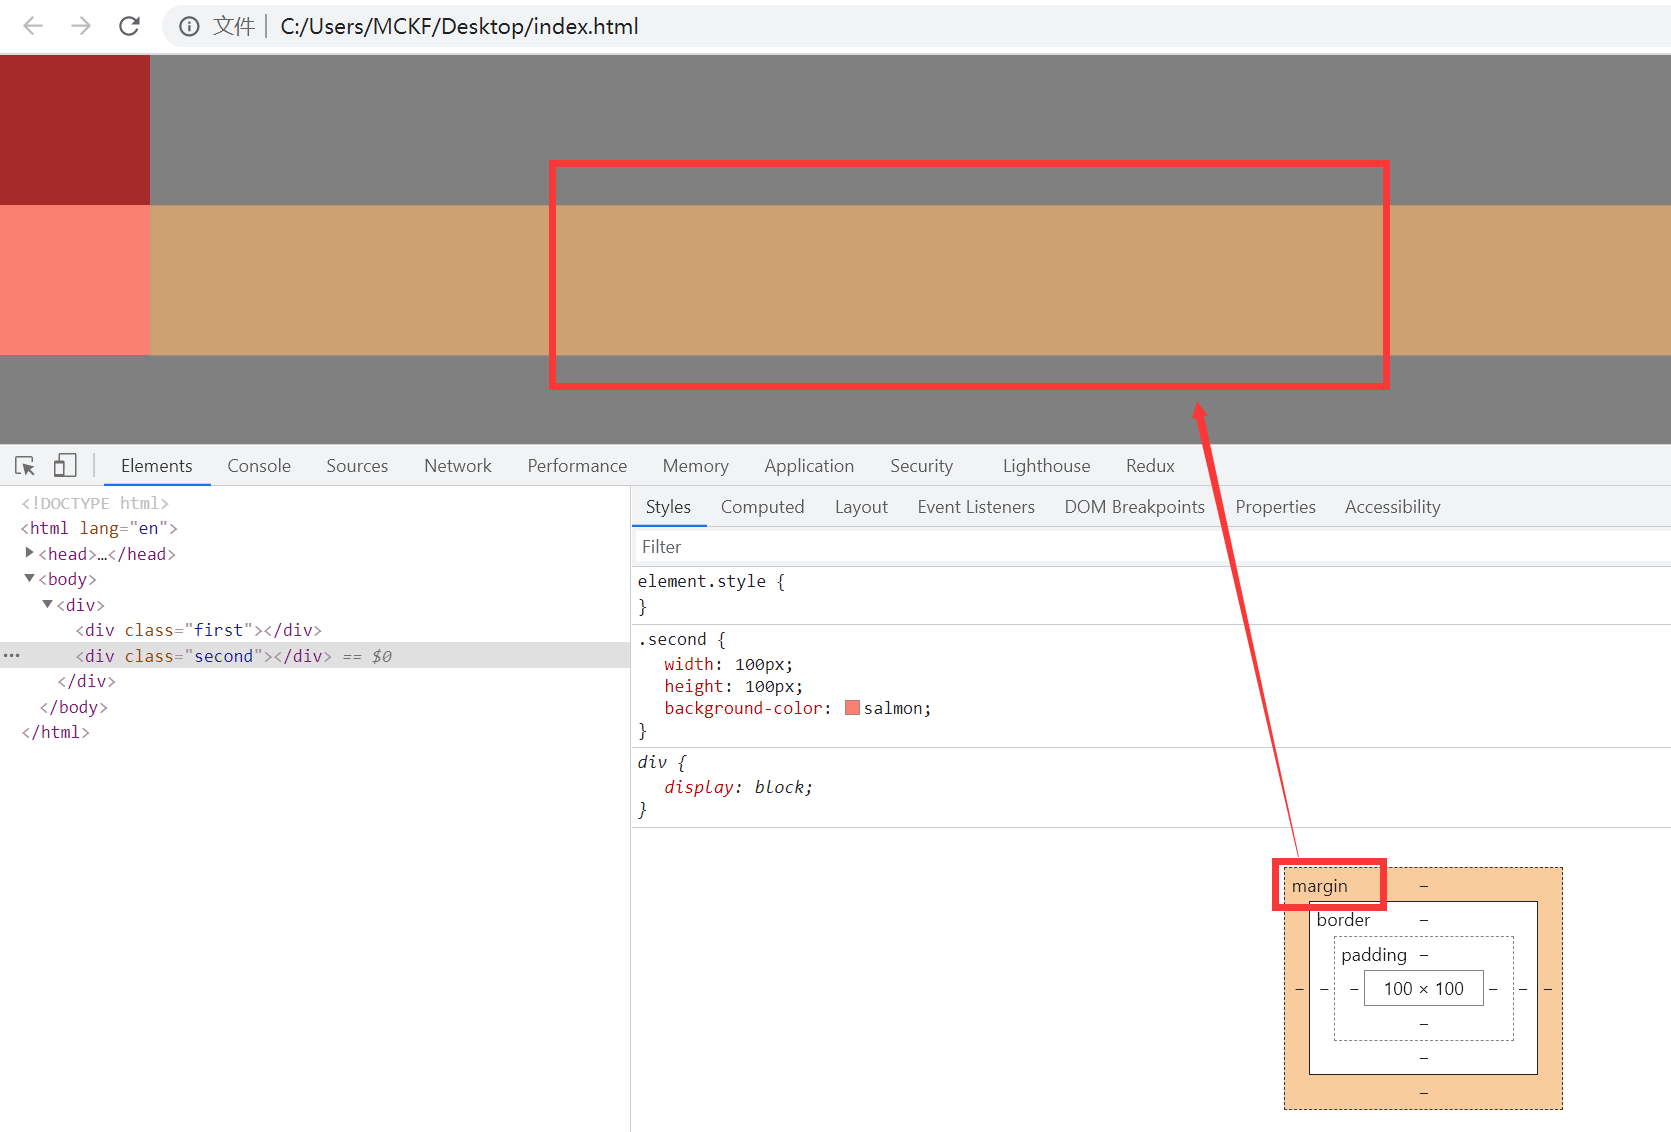 文件 | C:/Users/MCKF/Desktop/index.html
Elements Console Sources Network Performance Memory Application Security Lighthouse Redux
<!DOCTYPE html>
<html lang="en">
<head>…</head>
<body>
<div>
<div class="first"></div>
<div class="second"></div> == $0
</div>
</body>
</html>
Styles Computed Layout Event Listeners DOM Breakpoints Properties Accessibility
Filter
element.style {
}
.second {
width: 100px;
height: 100px;
background-color: salmon;
}
div {
display: block;
}
margin –
border –
padding –
– – – 100 × 100 – – –
–
–
–